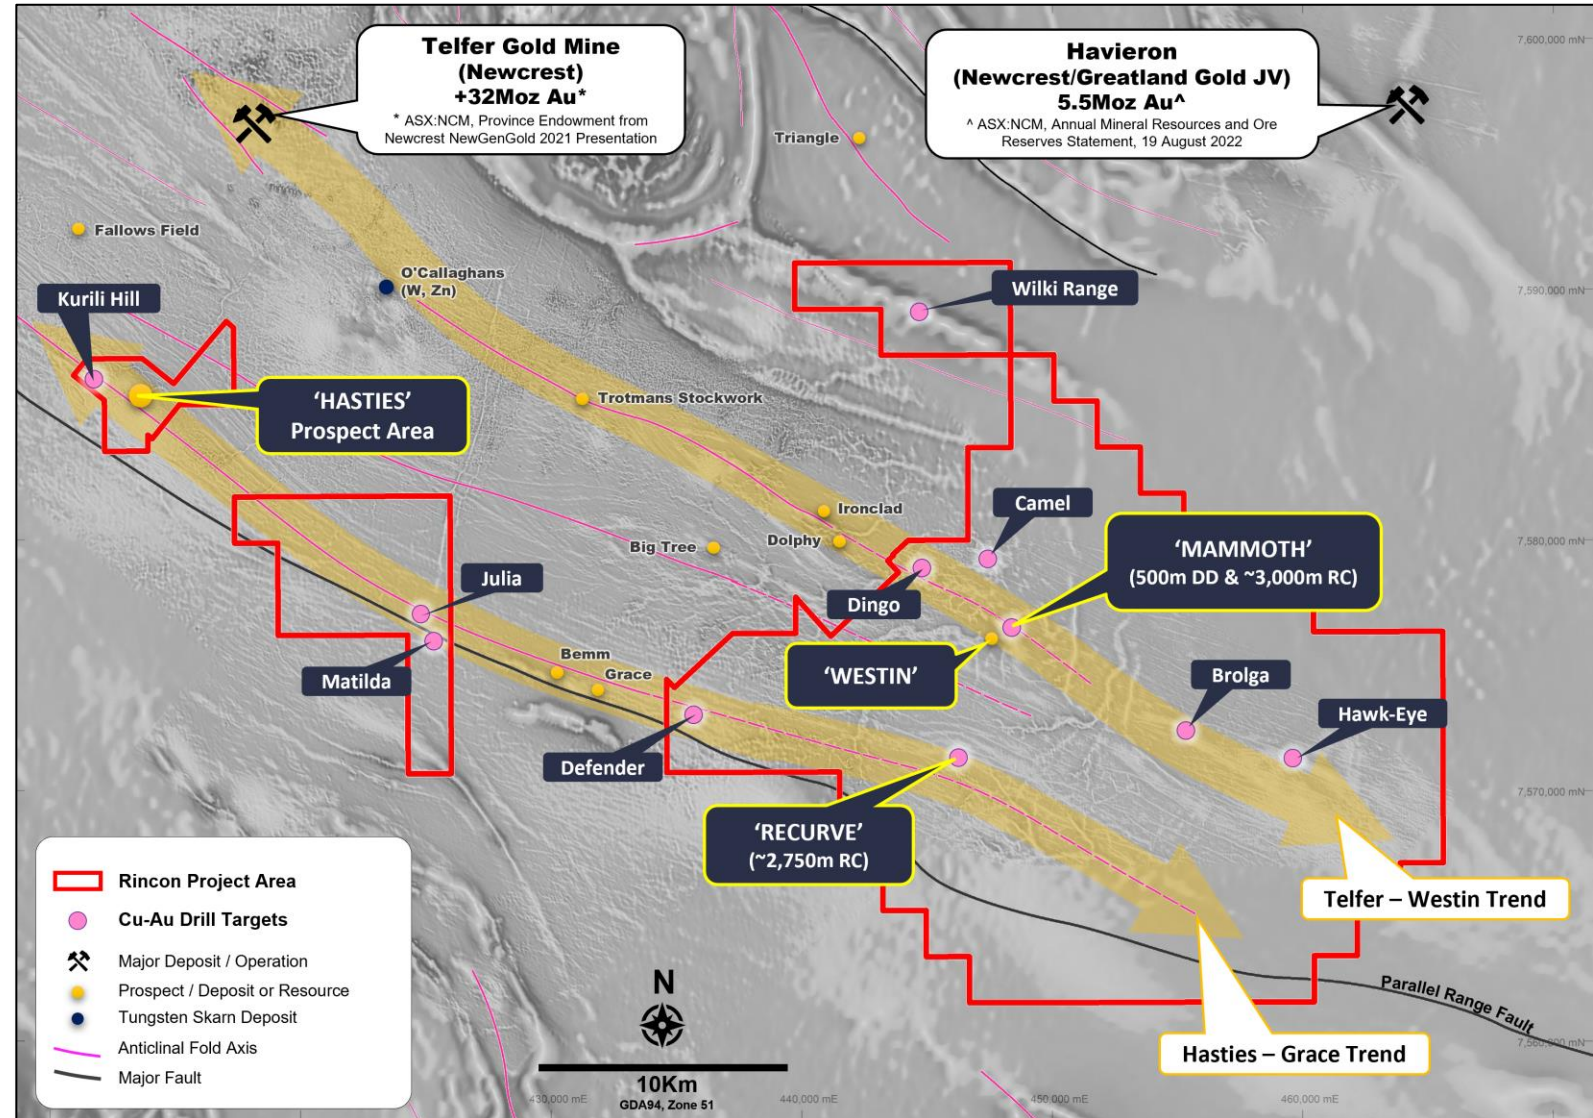 Telfer Gold Mine
(Newcrest)
+32Moz Au*
* ASX:NCM, Province Endowment from
Newcrest NewGenGold 2021 Presentation
Havieron
(Newcrest/Greatland Gold JV)
5.5Moz Au^
^ ASX:NCM, Annual Mineral Resources and Ore
Reserves Statement, 19 August 2022
7,600,000 mN
Triangle
Fallows Field
O'Callaghans
(W, Zn)
Kurili Hill
Wilki Range
7,590,000 mN
'HASTIES'
Prospect Area
Trotmans Stockwork
Ironclad
Camel
Big Tree
Dolphy
'MAMMOTH'
(500m DD & ~3,000m RC)
7,580,000 mN
Julia
Dingo
Matilda
Bemm
Grace
'WESTIN'
Brolga
Hawk-Eye
Defender
7,570,000 mN
'RECURVE'
(~2,750m RC)
Telfer – Westin Trend
Rincon Project Area
Cu-Au Drill Targets
Major Deposit / Operation
Prospect / Deposit or Resource
Tungsten Skarn Deposit
Anticlinal Fold Axis
Major Fault
N
10Km
GDA94, Zone 51
Parallel Range Fault
Hasties – Grace Trend
7,560,000 mN
430,000 mE
440,000 mE
450,000 mE
460,000 mE